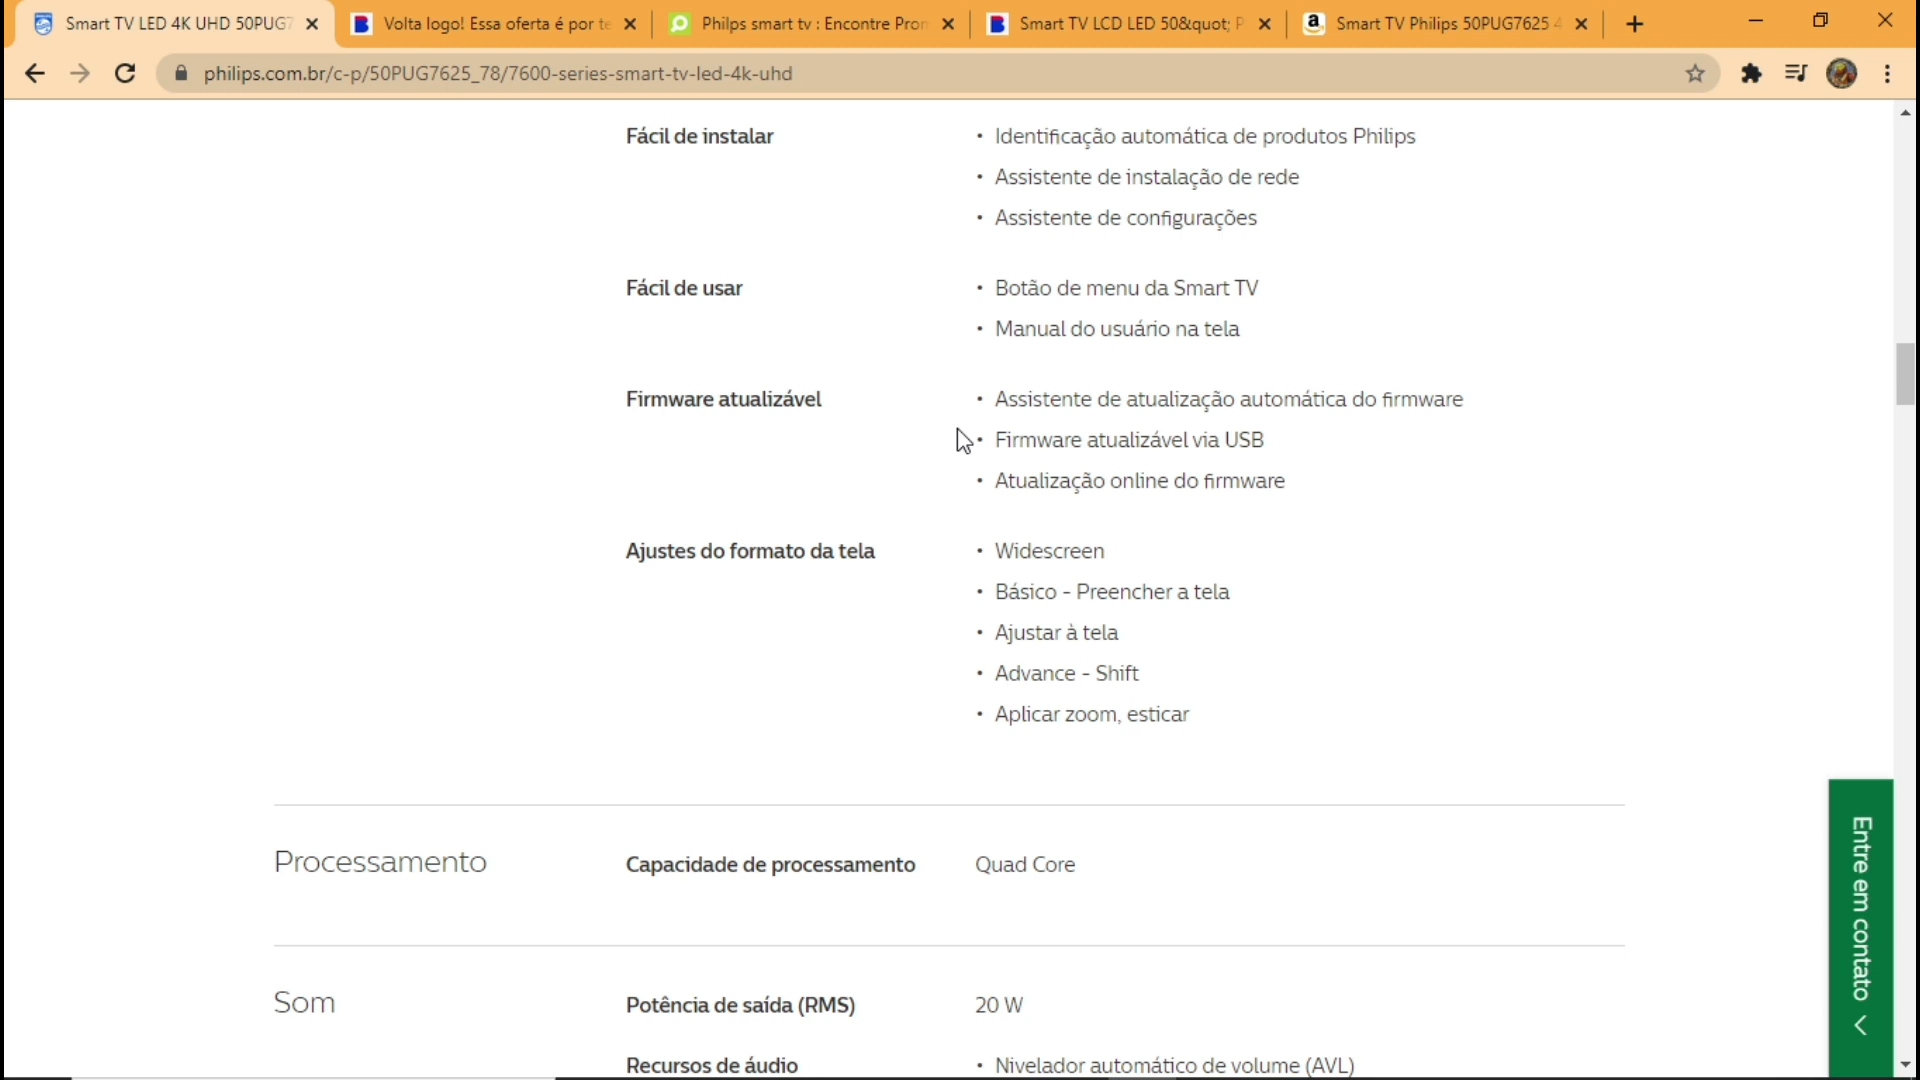 Smart TV LED 4K UHD 50PUG7
Volta logo! Essa oferta é por te
Philps smart tv : Encontre Pron
Smart TV LCD LED 50&quot; P
Smart TV Philips 50PUG7625 4
philips.com.br/c-p/50PUG7625_78/7600-series-smart-tv-led-4k-uhd
Fácil de instalar
• Identificação automática de produtos Philips
• Assistente de instalação de rede
• Assistente de configurações
Fácil de usar
• Botão de menu da Smart TV
• Manual do usuário na tela
Firmware atualizável
• Assistente de atualização automática do firmware
• Firmware atualizável via USB
• Atualização online do firmware
Ajustes do formato da tela
• Widescreen
• Básico - Preencher a tela
• Ajustar à tela
• Advance - Shift
• Aplicar zoom, esticar
Processamento
Capacidade de processamento
Quad Core
Som
Potência de saída (RMS)
20 W
Recursos de áudio
• Nivelador automático de volume (AVL)
Entre em contato